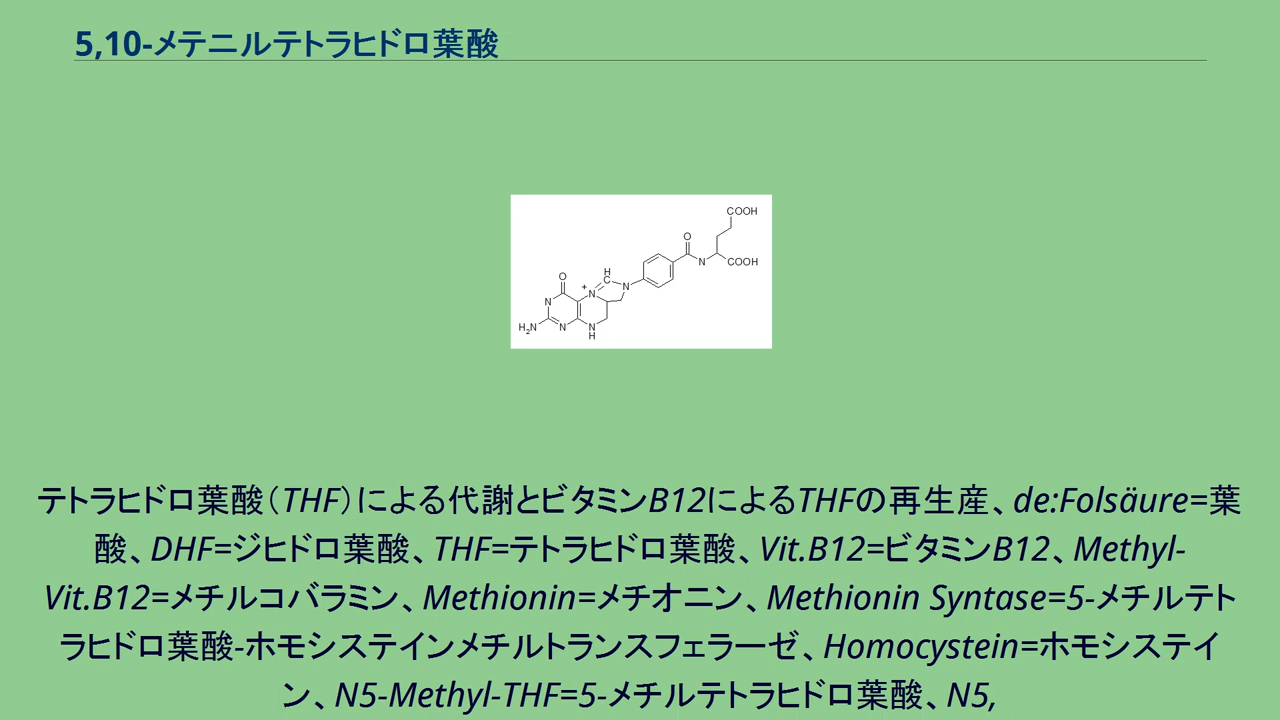 5,10-メテニルテトラヒドロ葉酸
COOH
O
N
COOH
H
O
+
N
N
N
H2N
N
N
H
テトラヒドロ葉酸（THF）による代謝とビタミンB12によるTHFの再生産、de:Folsäure=葉
酸、DHF=ジヒドロ葉酸、THF=テトラヒドロ葉酸、Vit.B12=ビタミンB12、Methyl-
Vit.B12=メチルコバラミン、Methionin=メチオニン、Methionin Syntase=5-メチルテト
ラヒドロ葉酸-ホモシステインメチルトランスフェラーゼ、Homocystein=ホモシステイ
ン、N5-Methyl-THF=5-メチルテトラヒドロ葉酸、N5,